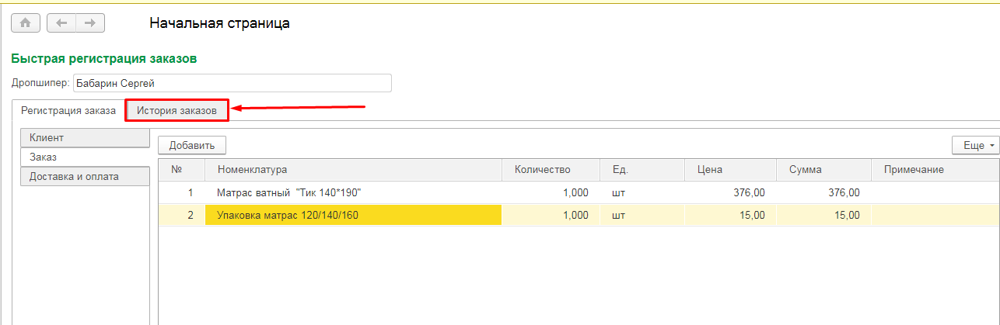 Начальная страница
Быстрая регистрация заказов
Дропшипер: Бабарин Сергей
Регистрация заказа История заказов
Клиент
Заказ
Доставка и оплата
Добавить Еще
№ Номенклатура Количество Ед. Цена Сумма Примечание
1 Матрас ватный "Тик 140*190" 1,000 шт 376,00 376,00
2 Упаковка матрас 120/140/160 1,000 шт 15,00 15,00